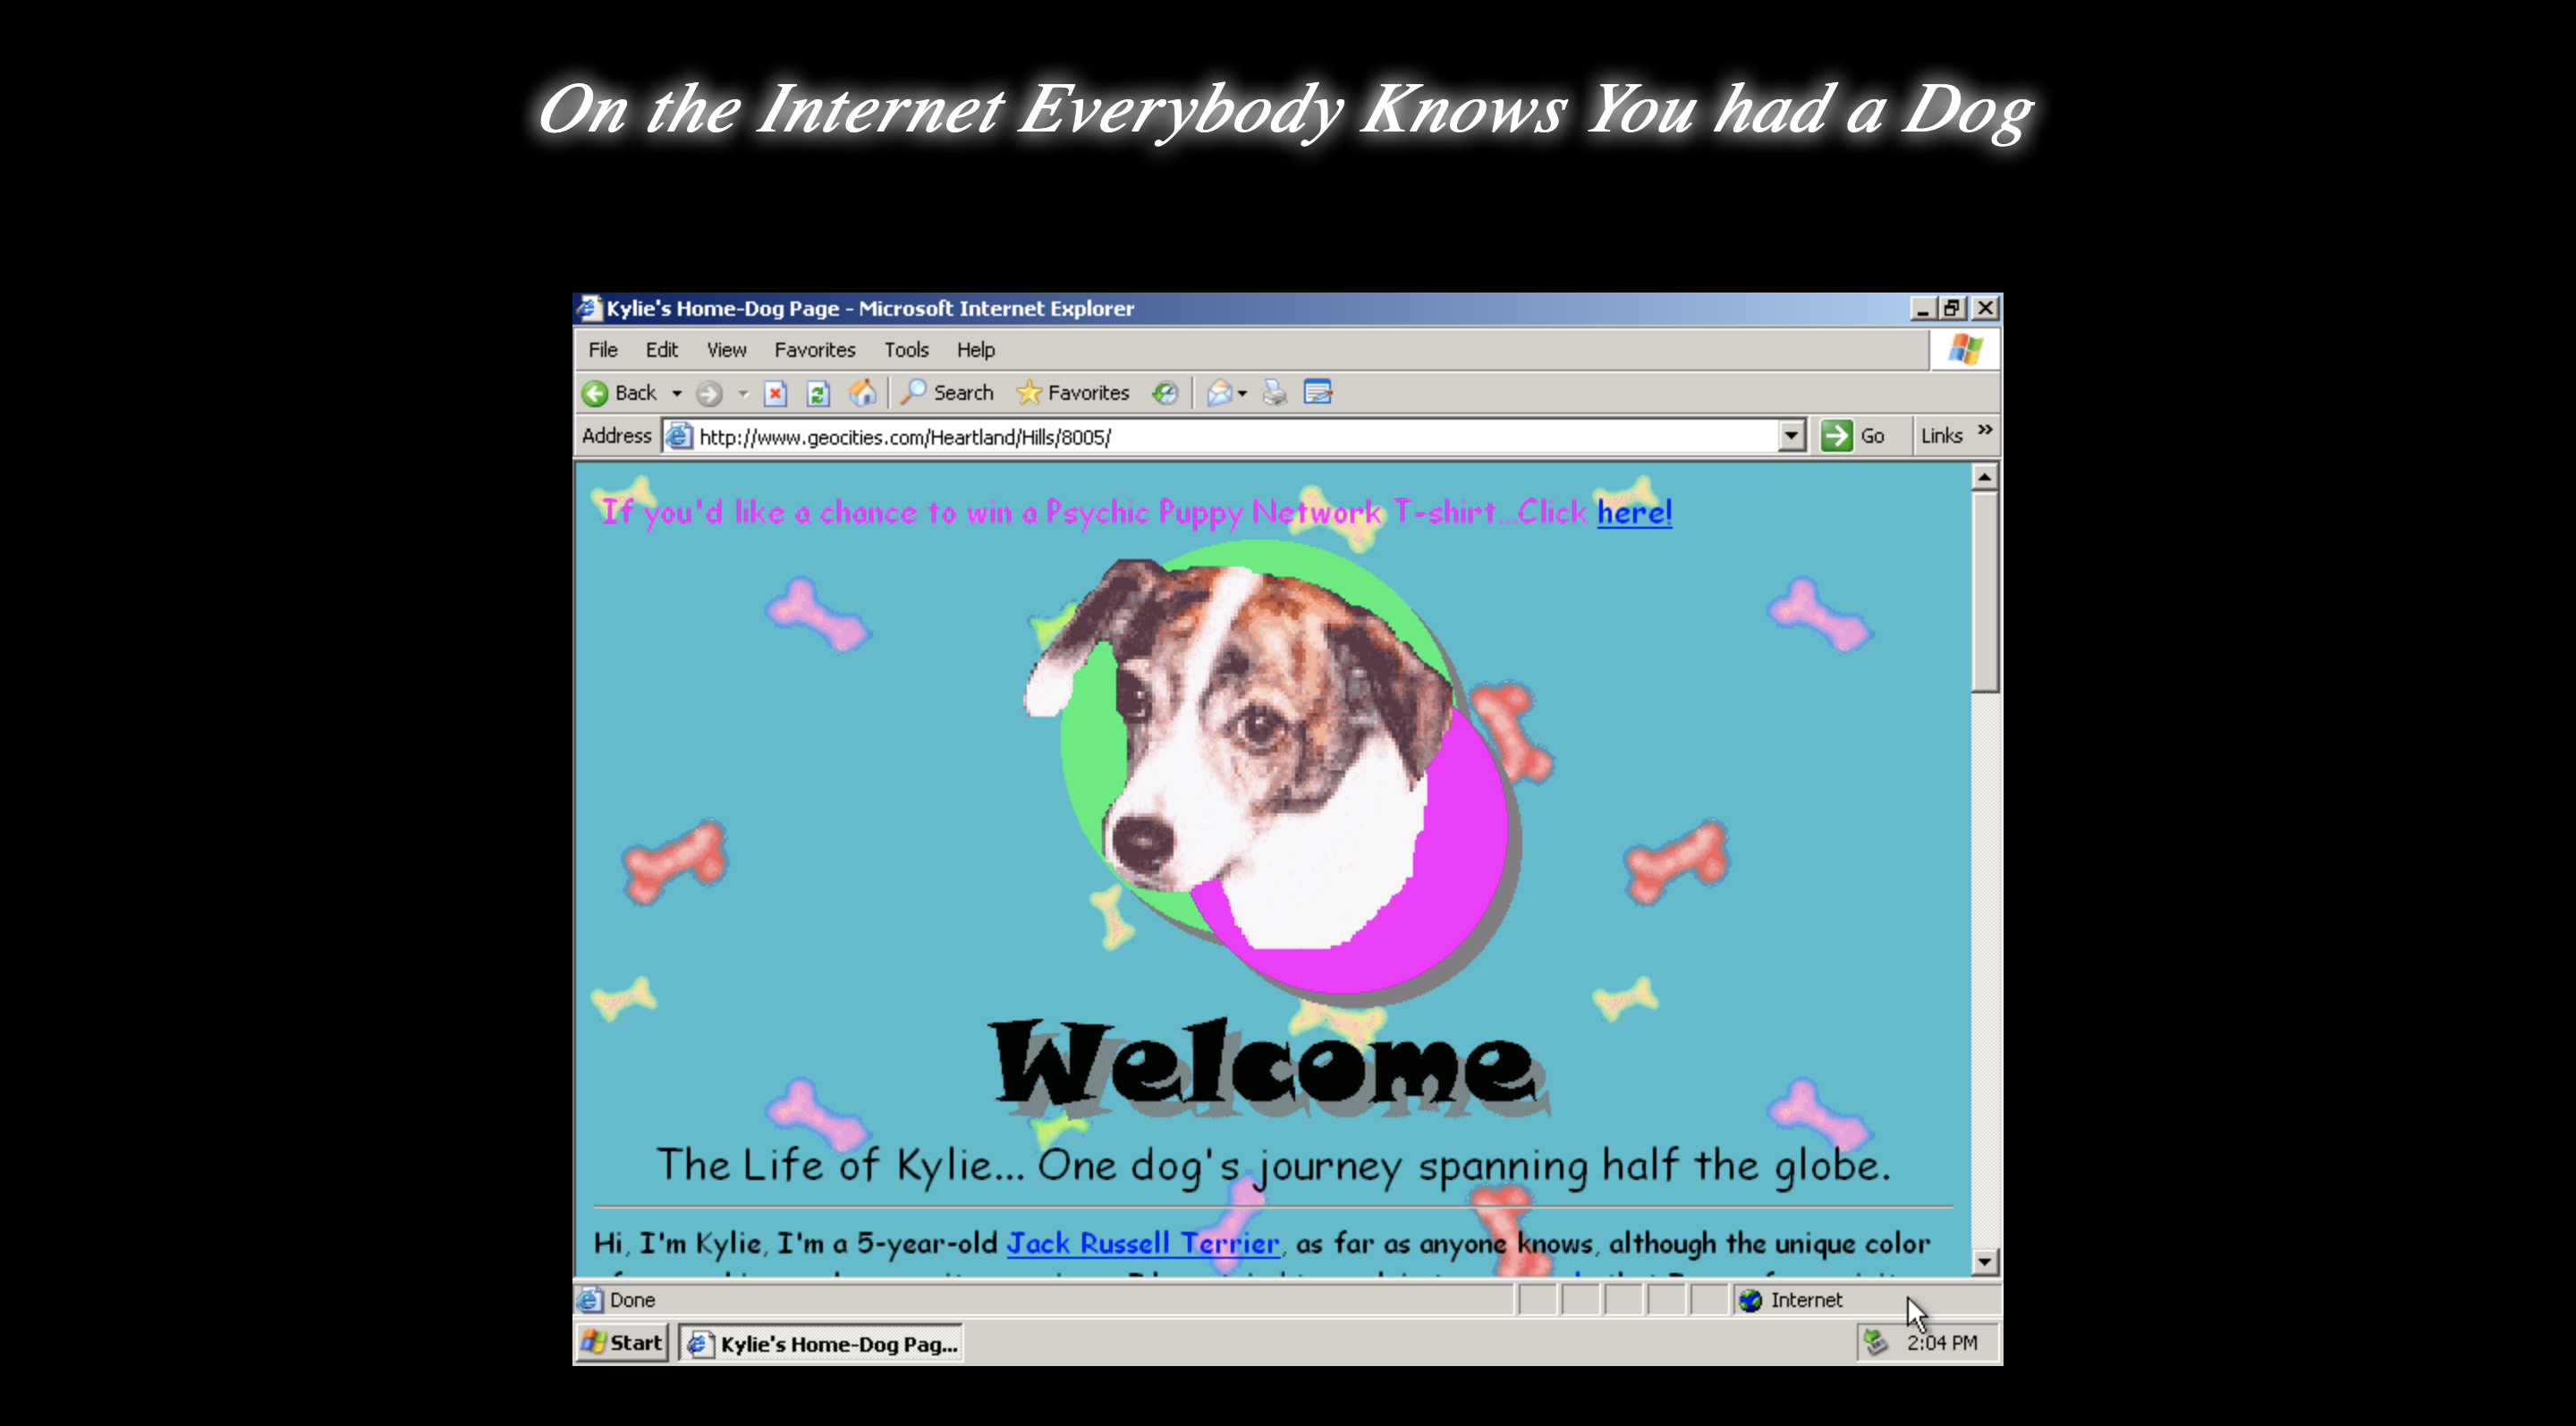 On the Internet Everybody Knows You had a Dog
Kylie's Home-Dog Page - Microsoft Internet Explorer
File Edit View Favorites Tools Help
Back Search Favorites
Address http://www.geocities.com/Heartland/Hills/8005/ Go Links »
If you'd like a chance to win a Psychic Puppy Network T-shirt...Click here!
Welcome
The Life of Kylie... One dog's journey spanning half the globe.
Hi, I'm Kylie, I'm a 5-year-old Jack Russell Terrier, as far as anyone knows, although the unique color
Done Internet
Start Kylie's Home-Dog Pag... 2:04 PM